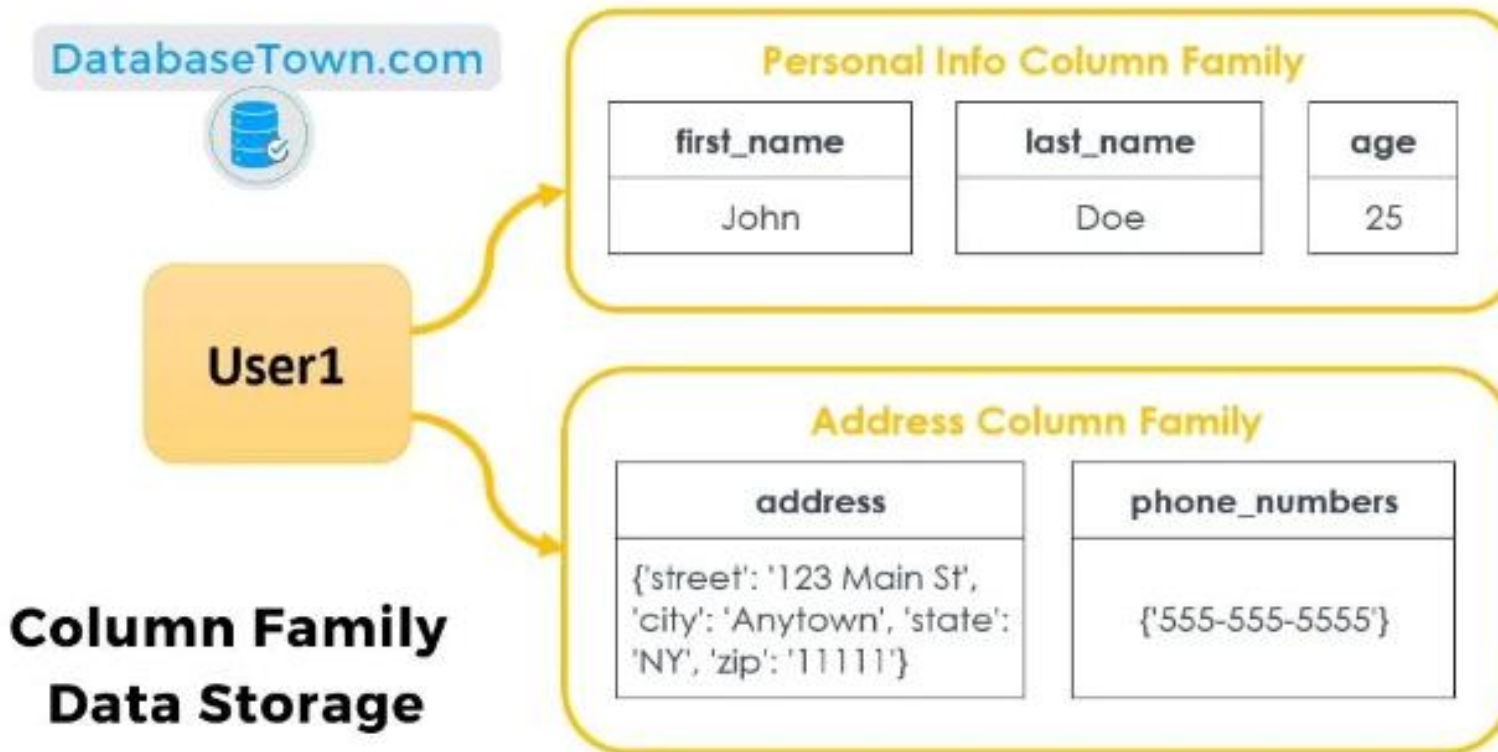 DatabaseTown.com
Personal Info Column Family
first_name
last_name
age
John
Doe
25
User1
Address Column Family
address
phone_numbers
{'street': '123 Main St',
'city': 'Anytown', 'state':
'NY', 'zip': '11111'}
{'555-555-5555'}
Column Family
Data Storage